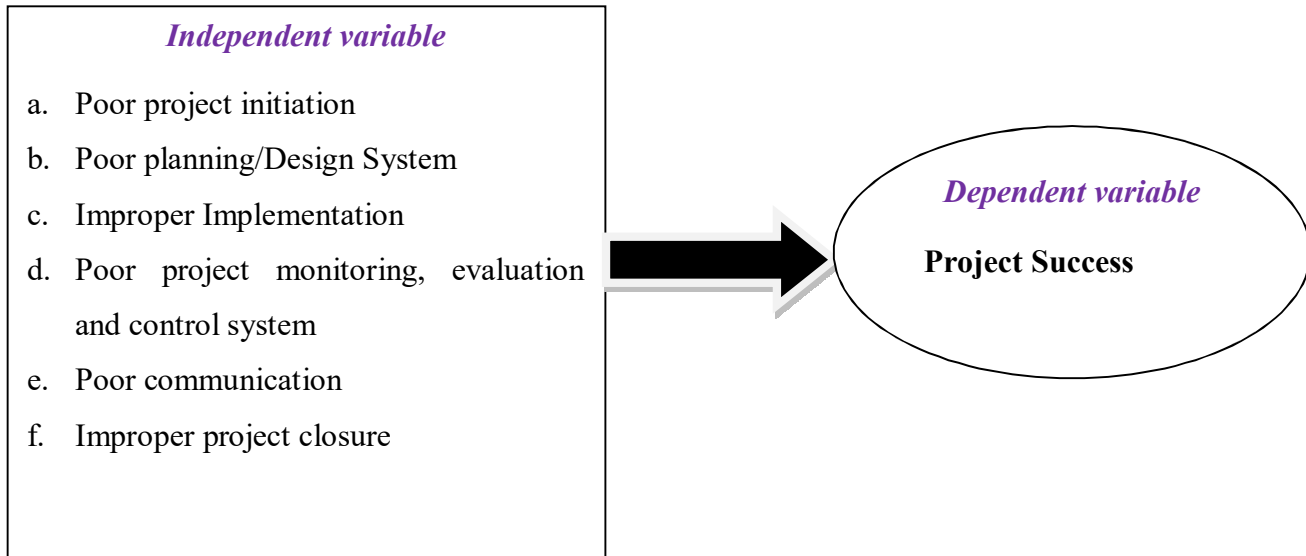 Independent variable
a. Poor project initiation
b. Poor planning/Design System
c. Improper Implementation
d. Poor project monitoring, evaluation
and control system
e. Poor communication
f. Improper project closure
Dependent variable
Project Success